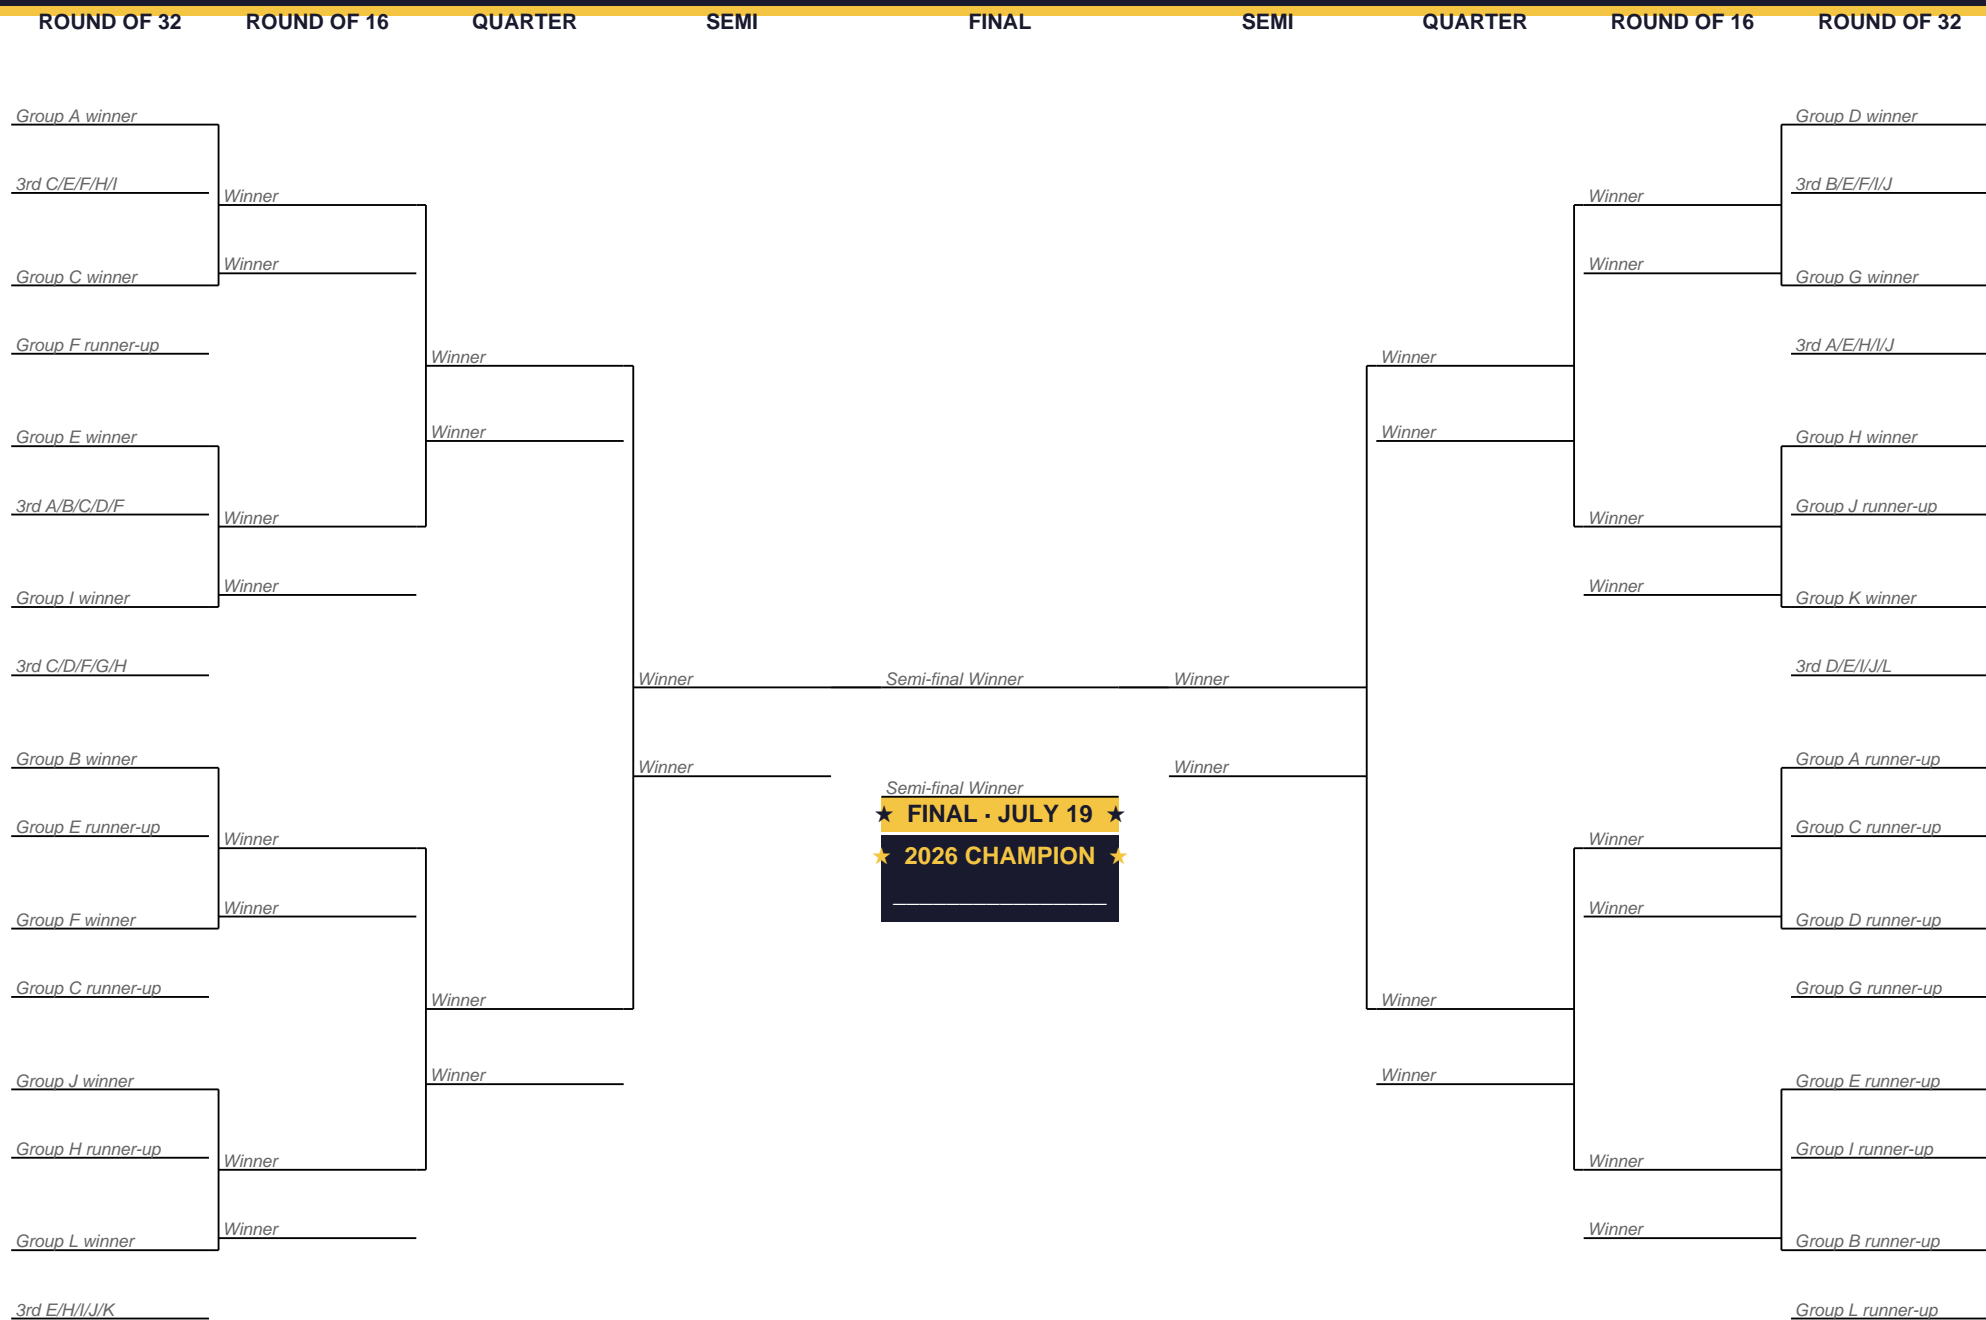 ROUND OF 32
ROUND OF 16
QUARTER
SEMI
FINAL
SEMI
QUARTER
ROUND OF 16
ROUND OF 32
Group A winner
3rd C/E/F/H/I
Group C winner
Group F runner-up
Group E winner
3rd A/B/C/D/F
Group I winner
3rd C/D/F/G/H
Group B winner
Group E runner-up
Group F winner
Group C runner-up
Group J winner
Group H runner-up
Group L winner
3rd E/H/I/J/K
Winner
Winner
Winner
Winner
Winner
Winner
Winner
Winner
Winner
Winner
Winner
Winner
Winner
Winner
Semi-final Winner
Semi-final Winner
★ FINAL · JULY 19 ★
★ 2026 CHAMPION ★
Winner
Winner
Winner
Winner
Winner
Winner
Winner
Winner
Winner
Winner
Winner
Winner
Winner
Winner
Group D winner
3rd B/E/F/I/J
Group G winner
3rd A/E/H/I/J
Group H winner
Group J runner-up
Group K winner
3rd D/E/I/J/L
Group A runner-up
Group C runner-up
Group D runner-up
Group G runner-up
Group E runner-up
Group I runner-up
Group B runner-up
Group L runner-up